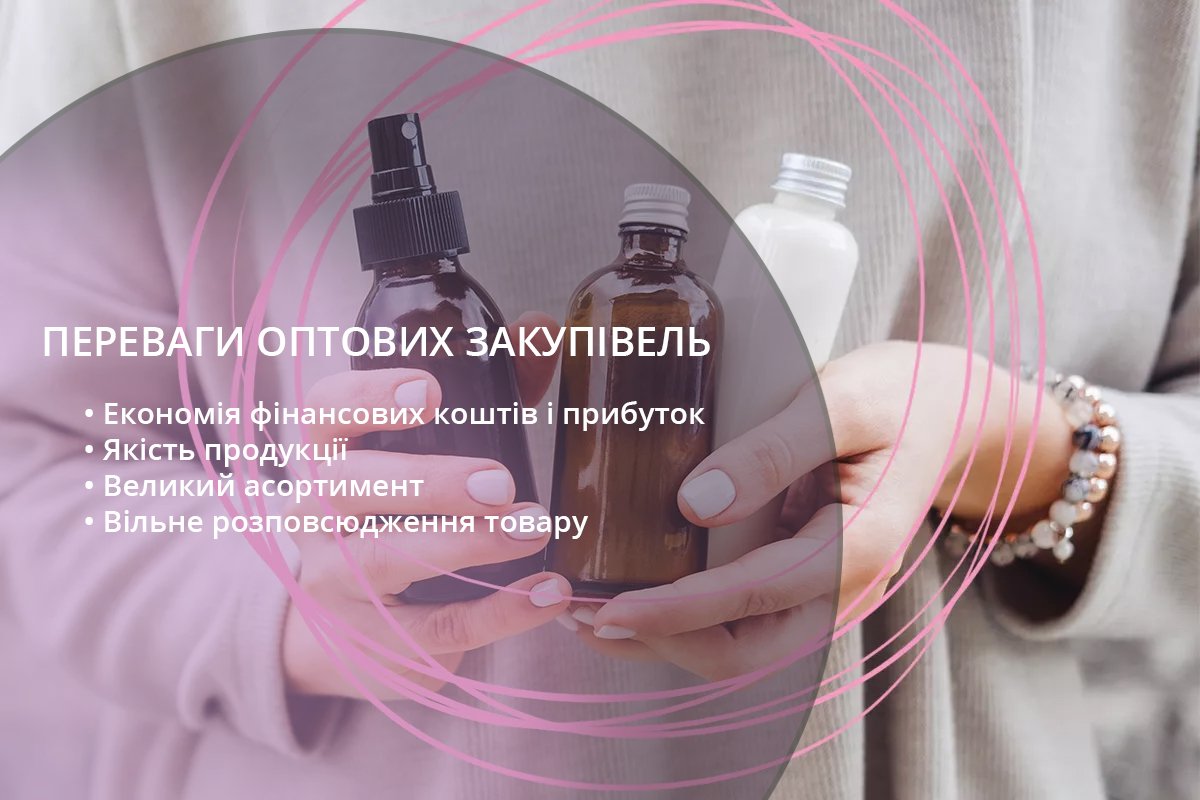 ПЕРЕВАГИ ОПТОВИХ ЗАКУПІВЕЛЬ
• Економія фінансових коштів і прибуток
• Якість продукції
• Великий асортимент
• Вільне розповсюдження товару